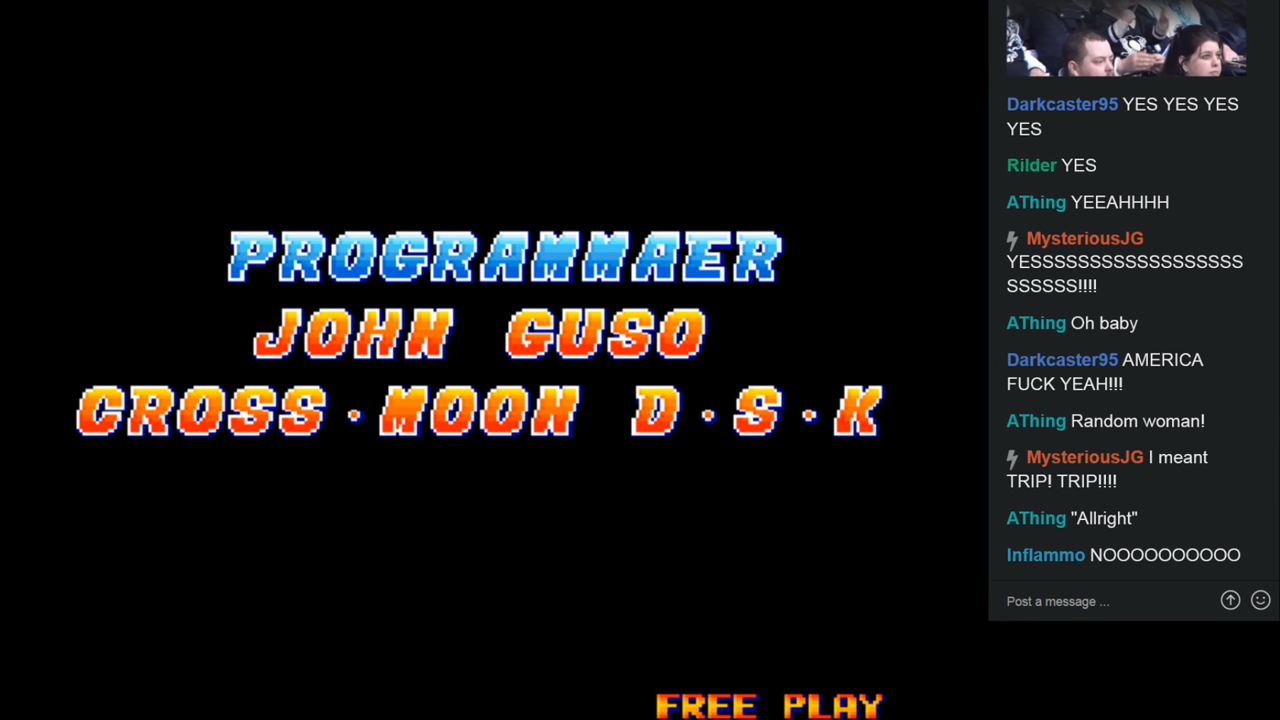 PROGRAMMAER
JOHN GUSO
CROSS·MOON D·S·K
FREE PLAY
Darkcaster95 YES YES YES
YES
Rilder YES
AThing YEEAHHHH
MysteriousJG
YESSSSSSSSSSSSSSSSSS
SSSSSS!!!!
AThing Oh baby
Darkcaster95 AMERICA
FUCK YEAH!!!
AThing Random woman!
MysteriousJG I meant
TRIP! TRIP!!!!
AThing "Allright"
Inflammo NOOOOOOOOOO
Post a message ...